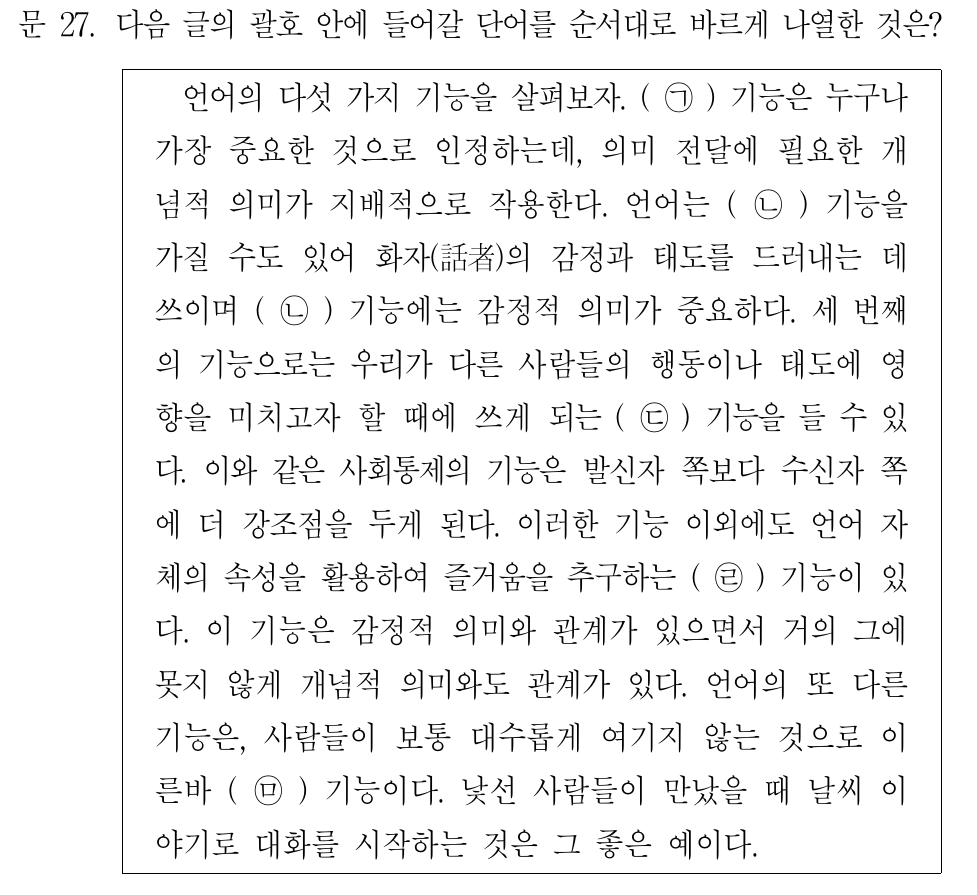 문 27. 다음 글의 괄호 안에 들어갈 단어를 순서대로 바르게 나열한 것은?
언어의 다섯 가지 기능을 살펴보자. ( ㉠ ) 기능은 누구나
가장 중요한 것으로 인정하는데, 의미 전달에 필요한 개
념적 의미가 지배적으로 작용한다. 언어는 ( ㉡ ) 기능을
가질 수도 있어 화자(話者)의 감정과 태도를 드러내는 데
쓰이며 ( ㉡ ) 기능에는 감정적 의미가 중요하다. 세 번째
의 기능으로는 우리가 다른 사람들의 행동이나 태도에 영
향을 미치고자 할 때에 쓰게 되는 ( ㉢ ) 기능을 들 수 있
다. 이와 같은 사회통제의 기능은 발신자 쪽보다 수신자 쪽
에 더 강조점을 두게 된다. 이러한 기능 이외에도 언어 자
체의 속성을 활용하여 즐거움을 추구하는 ( ㉣ ) 기능이 있
다. 이 기능은 감정적 의미와 관계가 있으면서 거의 그에
못지 않게 개념적 의미와도 관계가 있다. 언어의 또 다른
기능은, 사람들이 보통 대수롭게 여기지 않는 것으로 이
른바 ( ㉤ ) 기능이다. 낯선 사람들이 만났을 때 날씨 이
야기로 대화를 시작하는 것은 그 좋은 예이다.